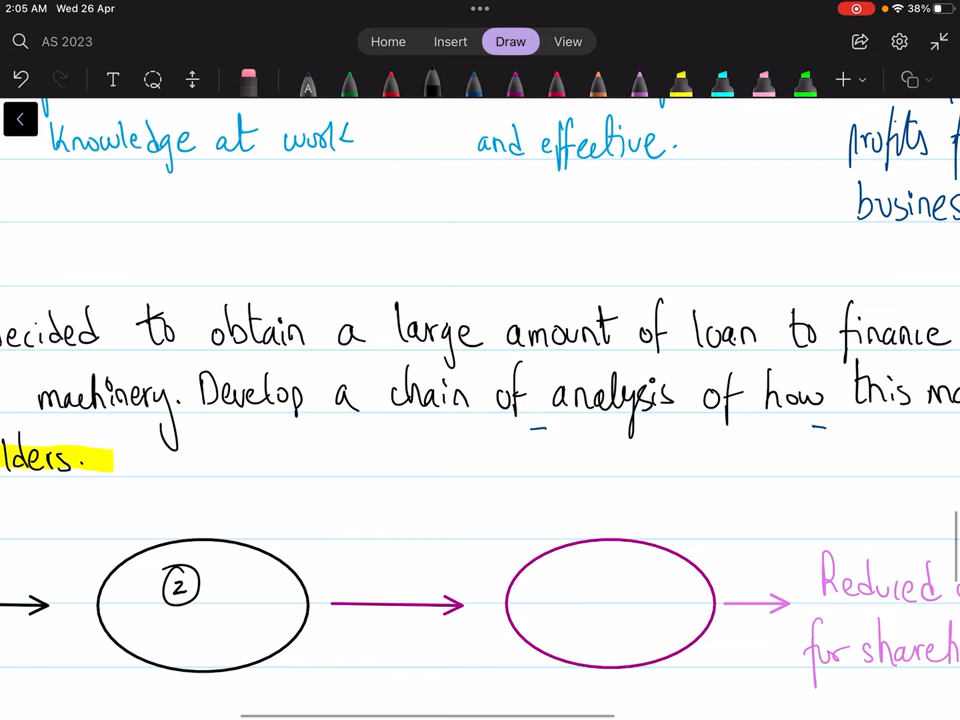 2:05 AM Wed 26 Apr
38%
AS 2023
Home Insert Draw View
T
A
knowledge at work
and effective.
profits
busines
ecided to obtain a large amount of loan to finance
machinery. Develop a chain of analysis of how this ma
lders.
2
Reduced
for shareh